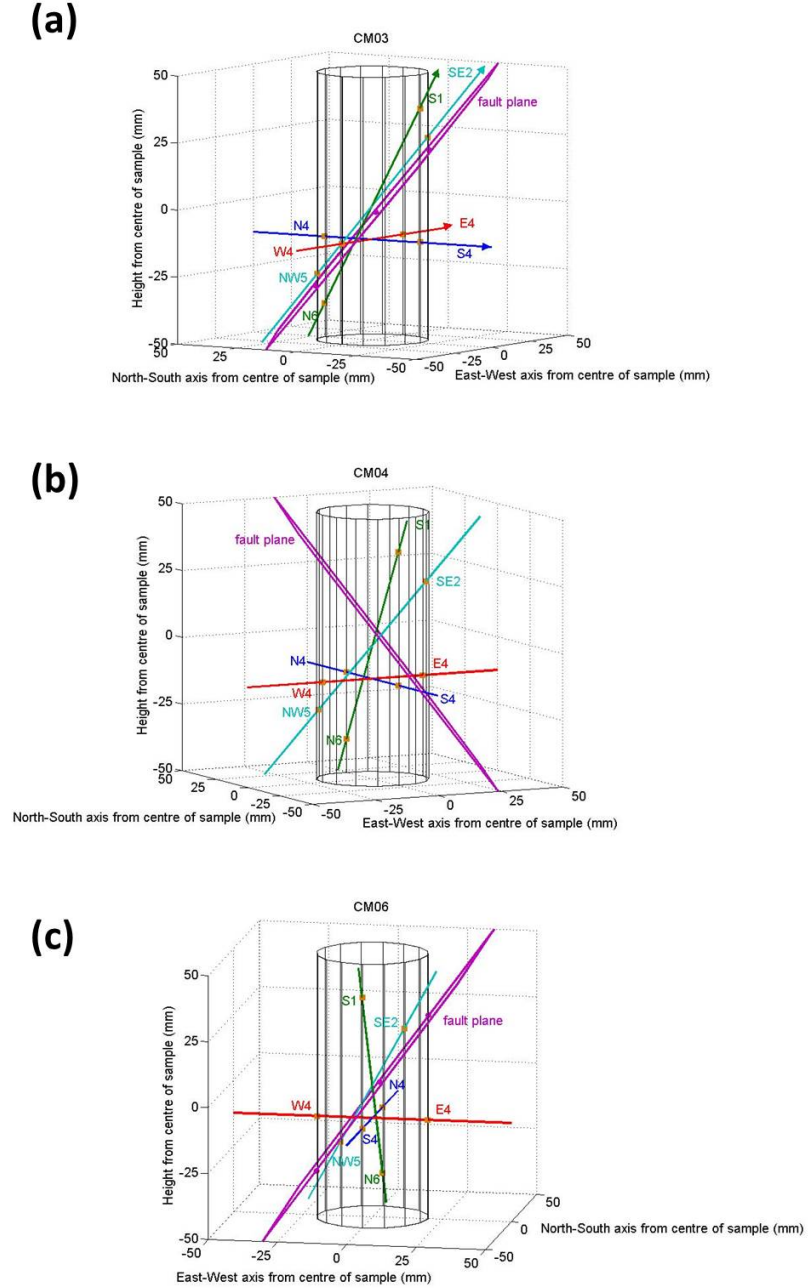 (a)
CM03
50
25
0
-25
-50
Height from centre of sample (mm)
SE2
S1
fault plane
N4
E4
W4
S4
NW5
N6
50
25
0
-25
-50
North-South axis from centre of sample (mm)
-50
-25
0
25
50
East-West axis from centre of sample (mm)
(b)
CM04
50
25
0
-25
-50
Height from centre of sample (mm)
fault plane
S1
SE2
N4
E4
W4
S4
NW5
N6
50
25
0
-25
-50
North-South axis from centre of sample (mm)
-50
-25
0
25
50
East-West axis from centre of sample (mm)
(c)
CM06
50
25
0
-25
-50
Height from centre of sample (mm)
S1
SE2
fault plane
N4
W4
E4
S4
NW5
N6
-50
-25
0
25
50
East-West axis from centre of sample (mm)
50
0
-50
North-South axis from centre of sample (mm)